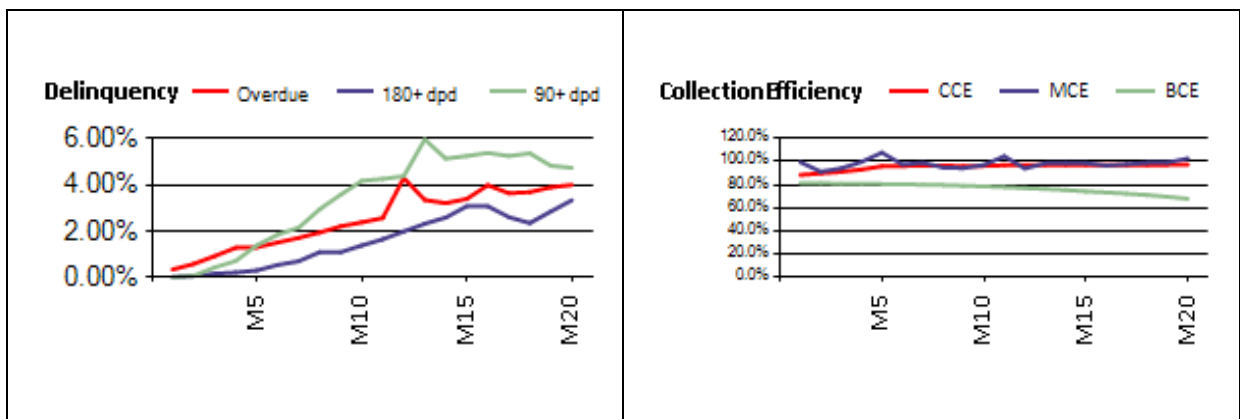 Delinquency Overdue 180+ dpd 90+ dpd
6.00%
4.00%
2.00%
0.00%
M5 M10 M15 M20
Collection Efficiency CCE MCE BCE
120.0%
100.0%
80.0%
60.0%
40.0%
20.0%
0.0%
M5 M10 M15 M20